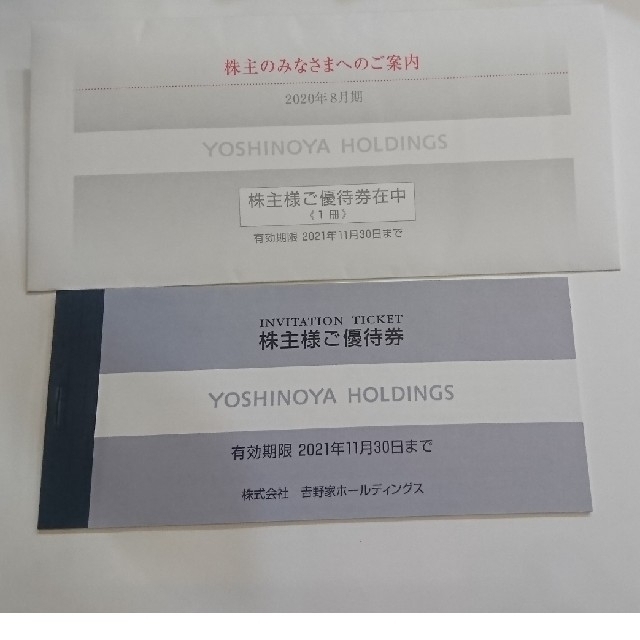 株主のみなさまへのご案内
2020年8月期
YOSHINOYA HOLDINGS
株主様ご優待券在中
《1冊》
有効期限 2021年11月30日まで
INVITATION TICKET
株主様ご優待券
YOSHINOYA HOLDINGS
有効期限 2021年11月30日まで
株式会社 𠮷野家ホールディングス